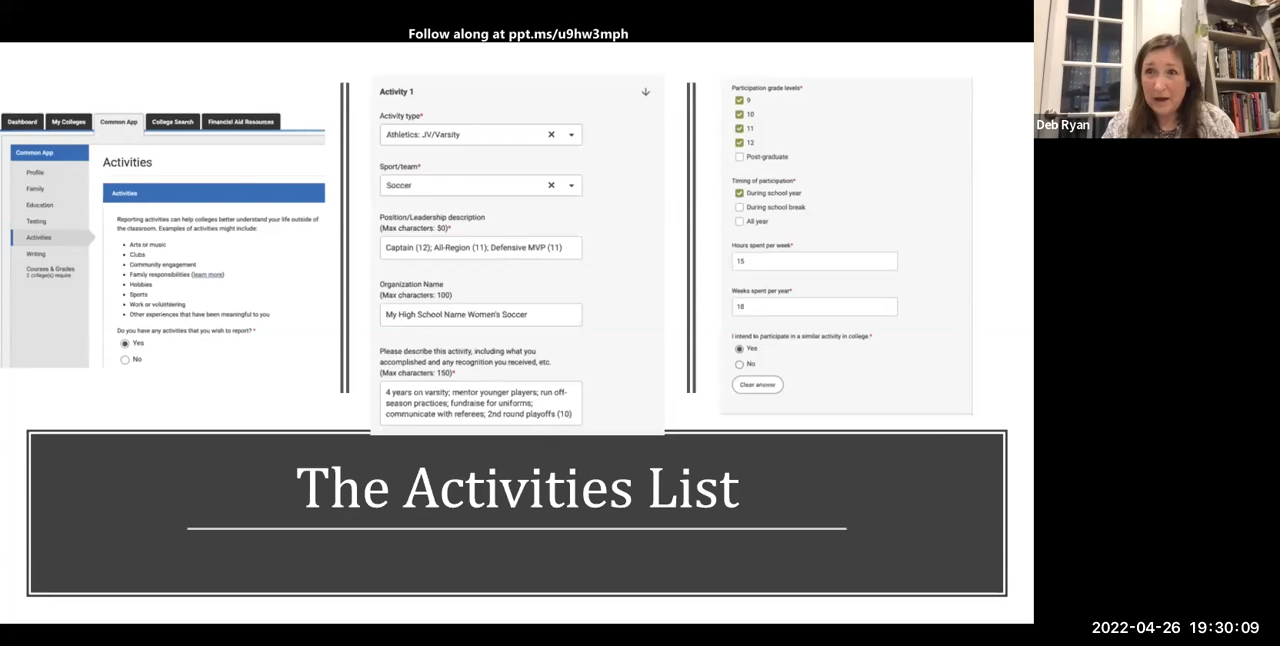 Follow along at ppt.ms/u9hw3mph
Deb Ryan
Dashboard
My Colleges
Common App
College Search
Financial Aid Resources
Common App
Profile
Family
Education
Testing
Activities
Writing
Courses & Grades
2 college(s) require
Activities
Activities
Reporting activities can help colleges better understand your life outside of
the classroom. Examples of activities might include:
• Arts or music
• Clubs
• Community engagement
• Family responsibilities (learn more)
• Hobbies
• Sports
• Work or volunteering
• Other experiences that have been meaningful to you
Do you have any activities that you wish to report? *
Yes
No
Activity 1
Activity type*
Athletics: JV/Varsity
Sport/team*
Soccer
Position/Leadership description
(Max characters: 50)*
Captain (12); All-Region (11); Defensive MVP (11)
Organization Name
(Max characters: 100)
My High School Name Women's Soccer
Please describe this activity, including what you
accomplished and any recognition you received, etc.
(Max characters: 150)*
4 years on varsity; mentor younger players; run off-
season practices; fundraise for uniforms;
communicate with referees; 2nd round playoffs (10)
Participation grade levels*
9
10
11
12
Post-graduate
Timing of participation*
During school year
During school break
All year
Hours spent per week*
15
Weeks spent per year*
18
I intend to participate in a similar activity in college.*
Yes
No
Clear answer
The Activities List
2022-04-26 19:30:09